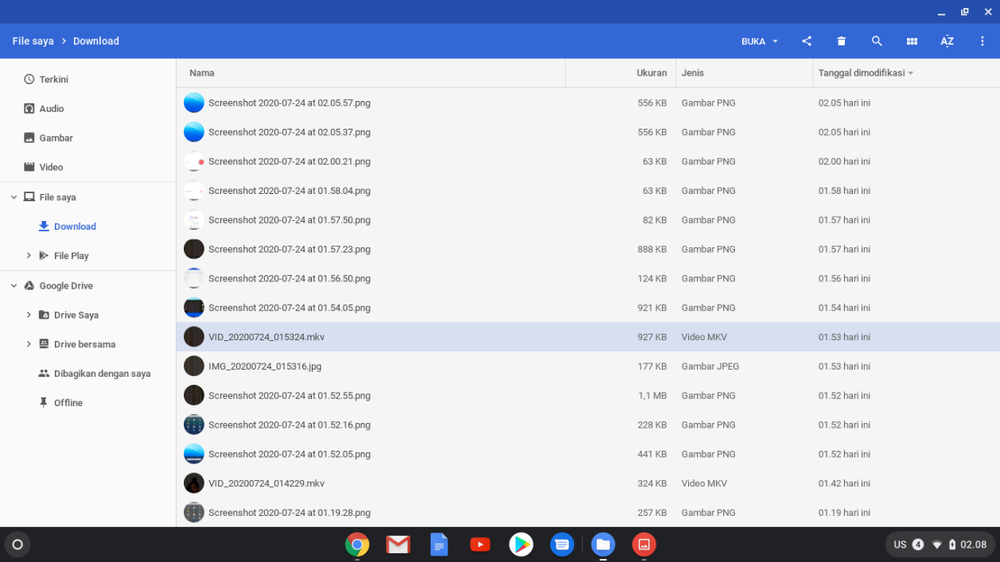 File saya > Download
BUKA
AZ
Terkini
Audio
Gambar
Video
File saya
Download
File Play
Google Drive
Drive Saya
Drive bersama
Dibagikan dengan saya
Offline
Nama Ukuran Jenis Tanggal dimodifikasi
Screenshot 2020-07-24 at 02.05.57.png 556 KB Gambar PNG 02.05 hari ini
Screenshot 2020-07-24 at 02.05.37.png 556 KB Gambar PNG 02.05 hari ini
Screenshot 2020-07-24 at 02.00.21.png 63 KB Gambar PNG 02.00 hari ini
Screenshot 2020-07-24 at 01.58.04.png 63 KB Gambar PNG 01.58 hari ini
Screenshot 2020-07-24 at 01.57.50.png 82 KB Gambar PNG 01.57 hari ini
Screenshot 2020-07-24 at 01.57.23.png 888 KB Gambar PNG 01.57 hari ini
Screenshot 2020-07-24 at 01.56.50.png 124 KB Gambar PNG 01.56 hari ini
Screenshot 2020-07-24 at 01.54.05.png 921 KB Gambar PNG 01.54 hari ini
VID_20200724_015324.mkv 927 KB Video MKV 01.53 hari ini
IMG_20200724_015316.jpg 177 KB Gambar JPEG 01.53 hari ini
Screenshot 2020-07-24 at 01.52.55.png 1,1 MB Gambar PNG 01.52 hari ini
Screenshot 2020-07-24 at 01.52.16.png 228 KB Gambar PNG 01.52 hari ini
Screenshot 2020-07-24 at 01.52.05.png 441 KB Gambar PNG 01.52 hari ini
VID_20200724_014229.mkv 324 KB Video MKV 01.42 hari ini
Screenshot 2020-07-24 at 01.19.28.png 257 KB Gambar PNG 01.19 hari ini
US 4 02.08